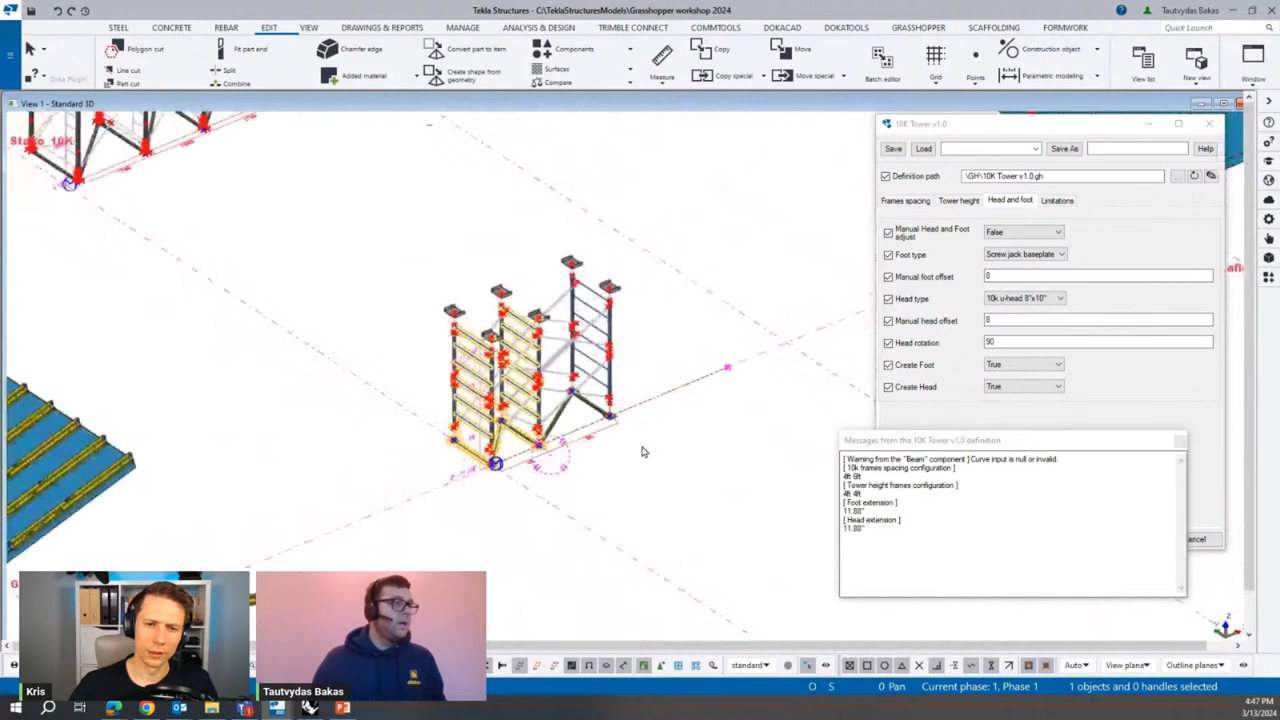 Tekla Structures - C:\TeklaStructuresModels\Grasshopper workshop 2024
Tautvydas Bakas
STEEL CONCRETE REBAR EDIT VIEW DRAWINGS & REPORTS MANAGE ANALYSIS & DESIGN TRIMBLE CONNECT COMMTOOLS DOKACAD DOKATOOLS GRASSHOPPER SCAFFOLDING FORMWORK Quick Launch
Polygon cut Fit part end Chamfer edge Convert part to item Components Copy Move Construction object
Line cut Split Surfaces
Doka Plugin Part cut Combine Added material Create shape from geometry Compare Measure Copy special Move special Batch editor Grid Points Parametric modeling View list New view Window
View 1 - Standard 3D
10K Tower v1.0
Save Load Save As Help
Definition path \GH\10K Tower v1.0.gh
Frames spacing Tower height Head and foot Limitations
Manual Head and Foot adjust False
Foot type Screw jack baseplate
Manual foot offset 8
Head type 10k u-head 8"x10"
Manual head offset 8
Head rotation 90
Create Foot True
Create Head True
Messages from the 10K Tower v1.0 definition
[ Warning from the "Beam" component ] Curve input is null or invalid.
[ 10k frames spacing configuration ]
4ft 6ft
[ Tower height frames configuration ]
4ft 4ft
[ Foot extension ]
11.88"
[ Head extension ]
11.88"
ancel
Kris
Tautvydas Bakas
standard
Auto View plane Outline planes
O S 0 Pan Current phase: 1, Phase 1 1 objects and 0 handles selected
4:47 PM
3/13/2024